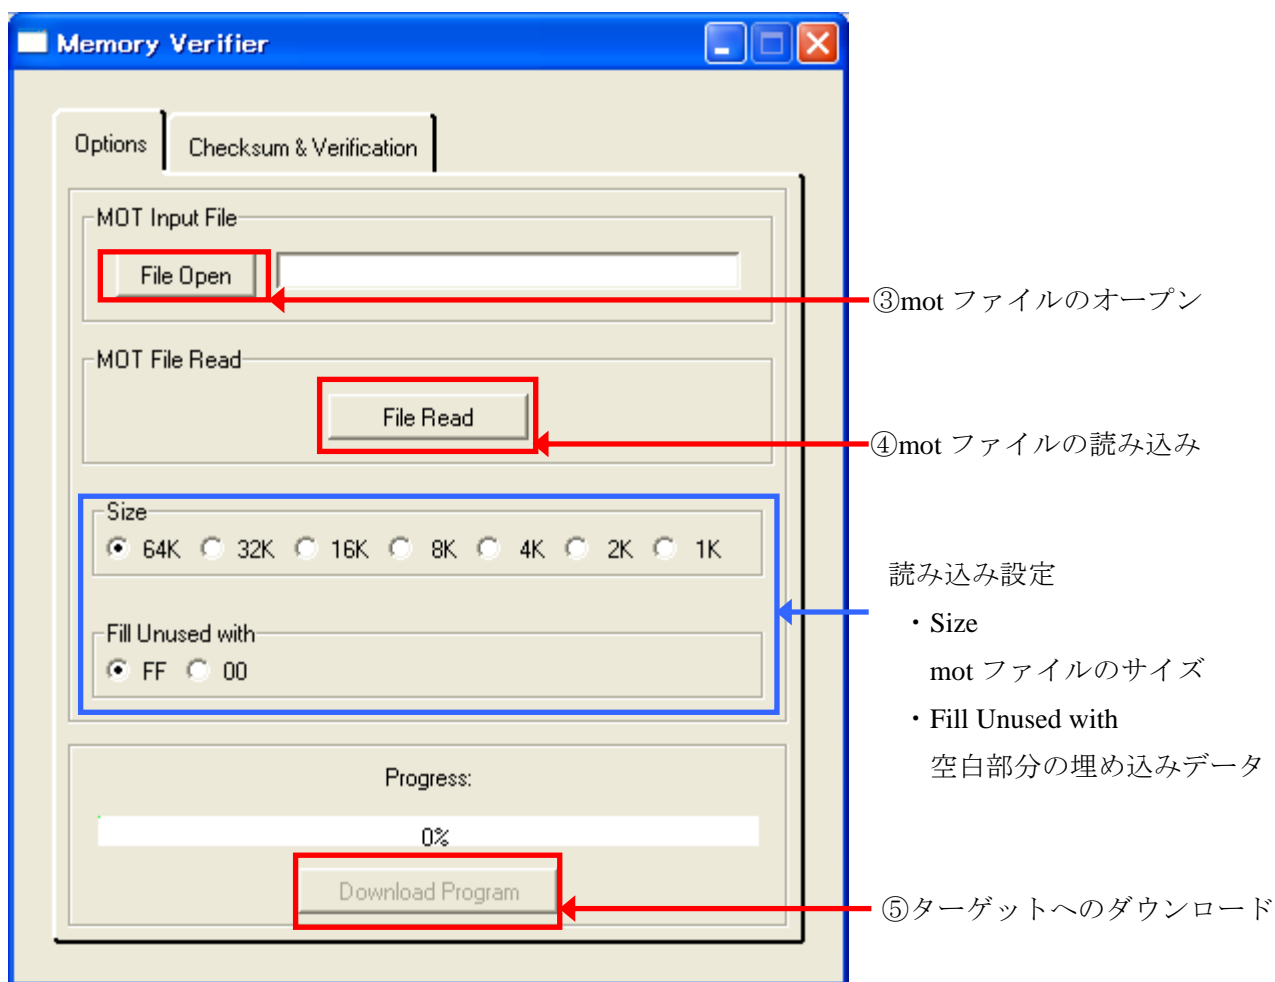 Memory Verifier
Options
Checksum & Verification
MOT Input File
File Open
③mot ファイルのオープン
MOT File Read
File Read
④mot ファイルの読み込み
Size
64K 32K 16K 8K 4K 2K 1K
読み込み設定
・Size
mot ファイルのサイズ
・Fill Unused with
空白部分の埋め込みデータ
Fill Unused with
FF 00
Progress:
0%
Download Program
⑤ターゲットへのダウンロード